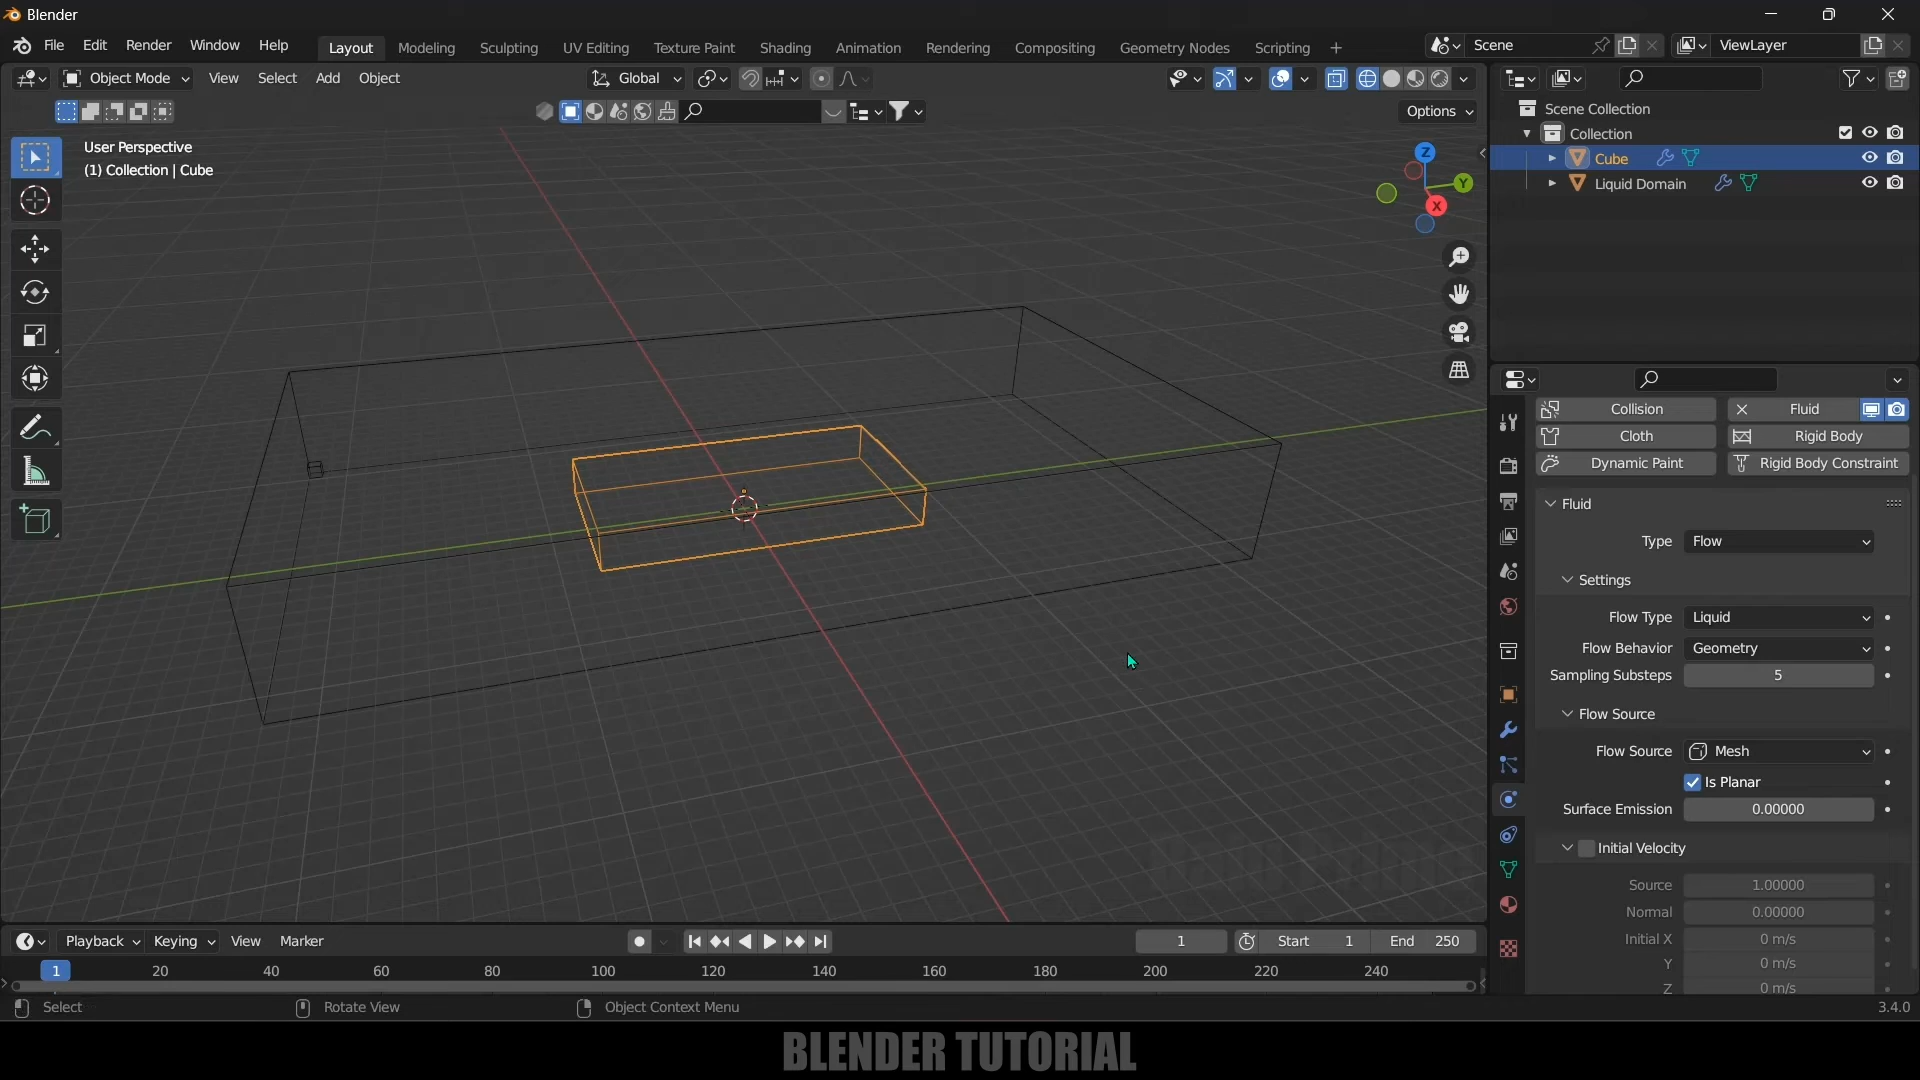 Blender
File Edit Render Window Help Layout Modeling Sculpting UV Editing Texture Paint Shading Animation Rendering Compositing Geometry Nodes Scripting + Scene ViewLayer
Object Mode View Select Add Object Global
Options
User Perspective
(1) Collection | Cube
Z
Y
X
Scene Collection
Collection
Cube
Liquid Domain
Collision Fluid
Cloth Rigid Body
Dynamic Paint Rigid Body Constraint
Fluid
Type Flow
Settings
Flow Type Liquid
Flow Behavior Geometry
Sampling Substeps 5
Flow Source
Flow Source Mesh
Is Planar
Surface Emission 0.00000
Initial Velocity
Source 1.00000
Normal 0.00000
Initial X 0 m/s
Y 0 m/s
Z 0 m/s
Playback Keying View Marker 1 Start 1 End 250
1 20 40 60 80 100 120 140 160 180 200 220 240
Select Rotate View Object Context Menu 3.4.0
BLENDER TUTORIAL